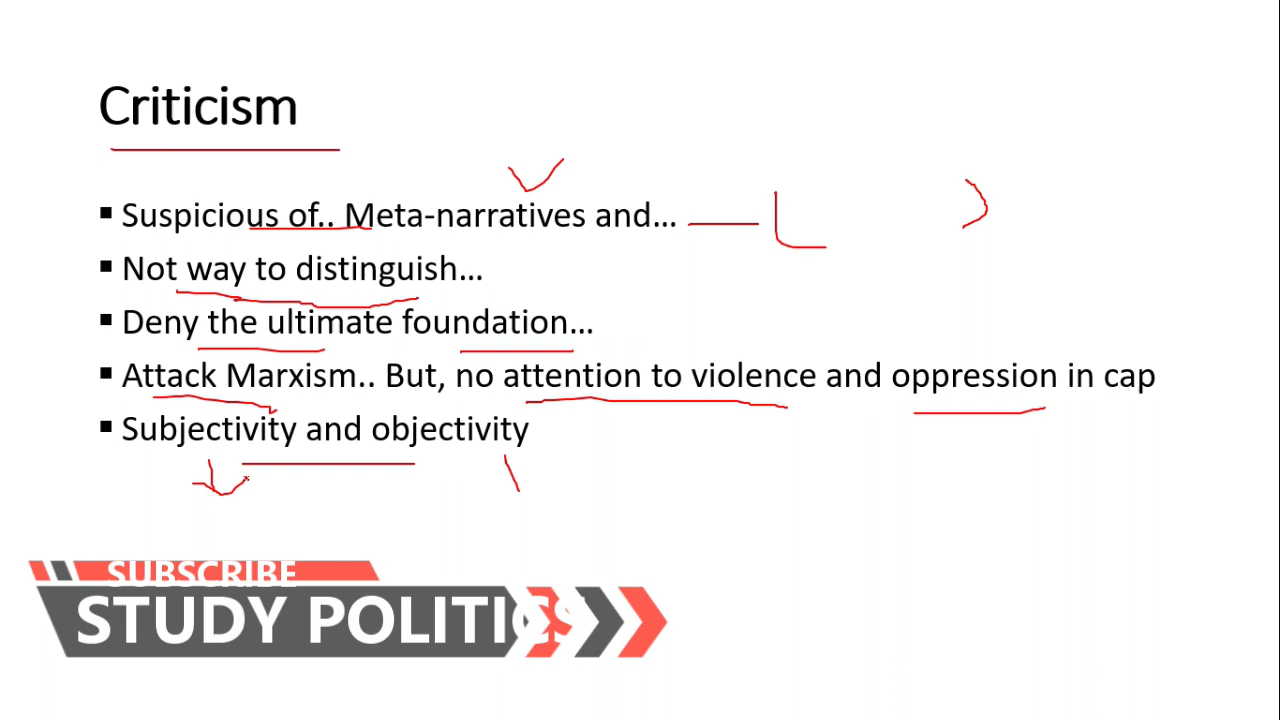 Criticism
▪ Suspicious of.. Meta-narratives and...
▪ Not way to distinguish...
▪ Deny the ultimate foundation...
▪ Attack Marxism.. But, no attention to violence and oppression in cap
▪ Subjectivity and objectivity
SUBSCRIBE
STUDY POLITICS